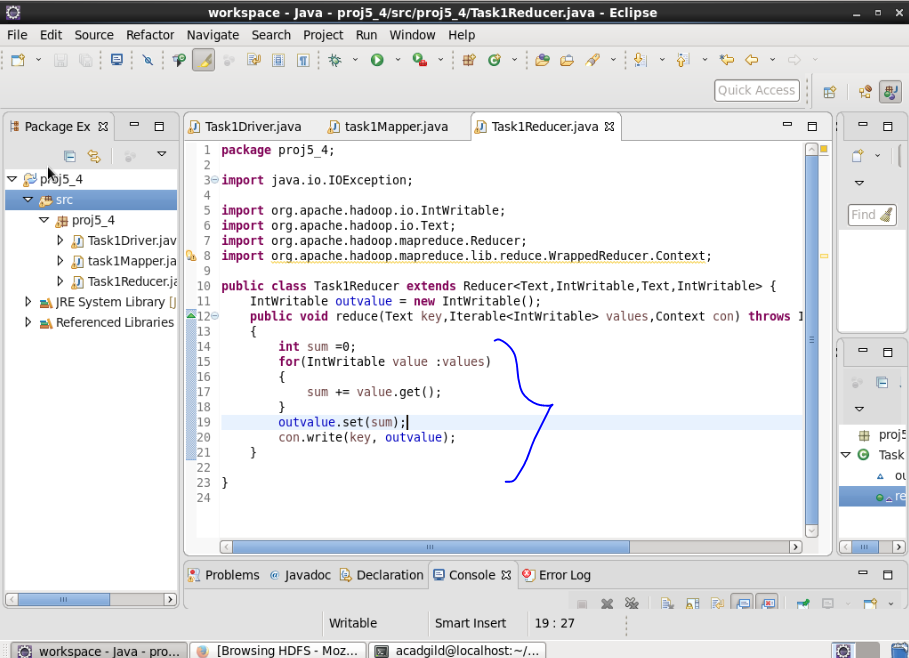 workspace - Java - proj5_4/src/proj5_4/Task1Reducer.java - Eclipse
File Edit Source Refactor Navigate Search Project Run Window Help
Quick Access
Package Ex
Task1Driver.java task1Mapper.java Task1Reducer.java
proj5_4
src
proj5_4
Task1Driver.jav
task1Mapper.ja
Task1Reducer.ja
JRE System Library [
Referenced Libraries
1 package proj5_4;
2
3 import java.io.IOException;
4
5 import org.apache.hadoop.io.IntWritable;
6 import org.apache.hadoop.io.Text;
7 import org.apache.hadoop.mapreduce.Reducer;
8 import org.apache.hadoop.mapreduce.lib.reduce.WrappedReducer.Context;
9
10 public class Task1Reducer extends Reducer<Text,IntWritable,Text,IntWritable> {
11 IntWritable outvalue = new IntWritable();
12 public void reduce(Text key,Iterable<IntWritable> values,Context con) throws I
13 {
14 int sum =0;
15 for(IntWritable value :values)
16 {
17 sum += value.get();
18 }
19 outvalue.set(sum);
20 con.write(key, outvalue);
21 }
22
23 }
24
Find
proj5
Task
ou
re
Problems @ Javadoc Declaration Console Error Log
Writable Smart Insert 19 : 27
workspace - Java - pro... [Browsing HDFS - Moz... acadgild@localhost:~/...